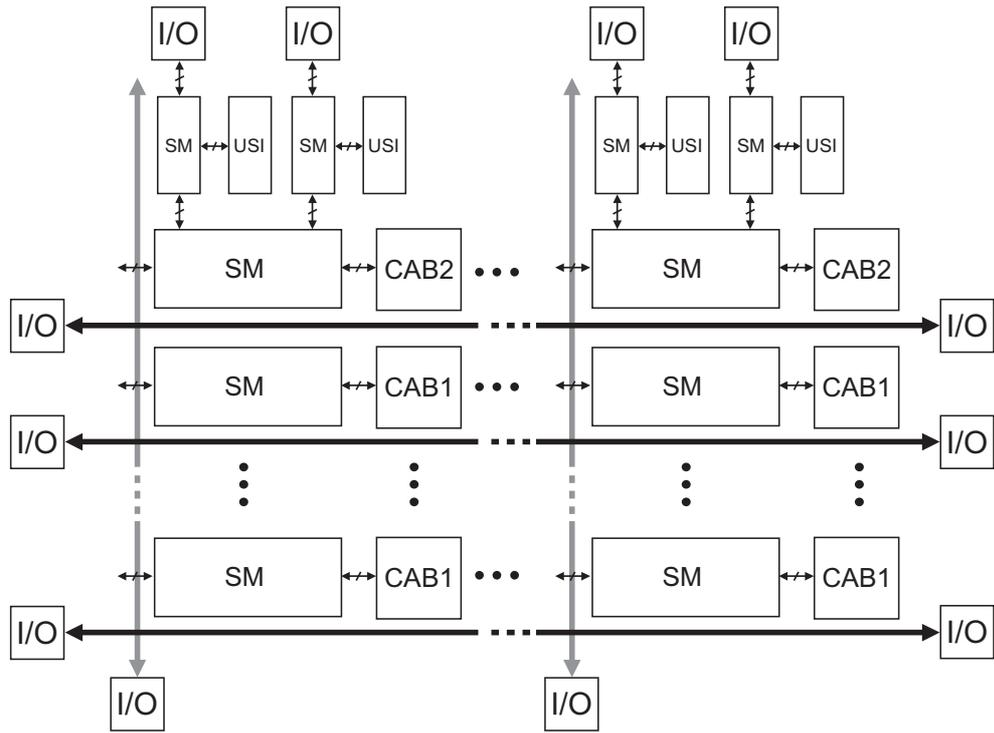 I/O I/O I/O I/O
SM USI SM USI SM USI SM USI
SM CAB2 SM CAB2
I/O I/O
SM CAB1 SM CAB1
I/O I/O
SM CAB1 SM CAB1
I/O I/O
I/O I/O